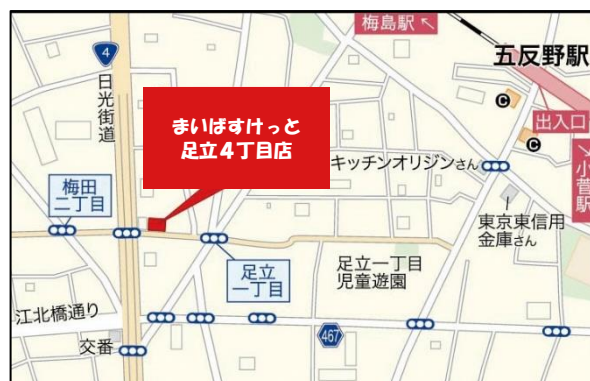 梅島駅↖
五反野駅
4
日光街道
まいばすけっと
足立4丁目店
C
出入口
C
キッチンオリジンさん
↘小菅駅
梅田
二丁目
東京東信用
金庫さん
足立
一丁目
足立一丁目
児童遊園
江北橋通り
467
交番